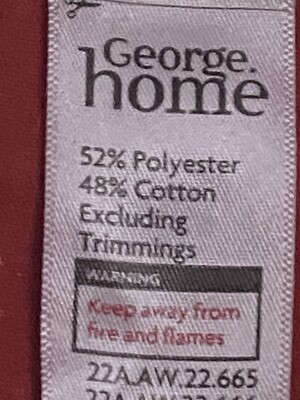 George.
home
52% Polyester
48% Cotton
Excluding
Trimmings
WARNING
Keep away from
fire and flames
22A.AW.22.665